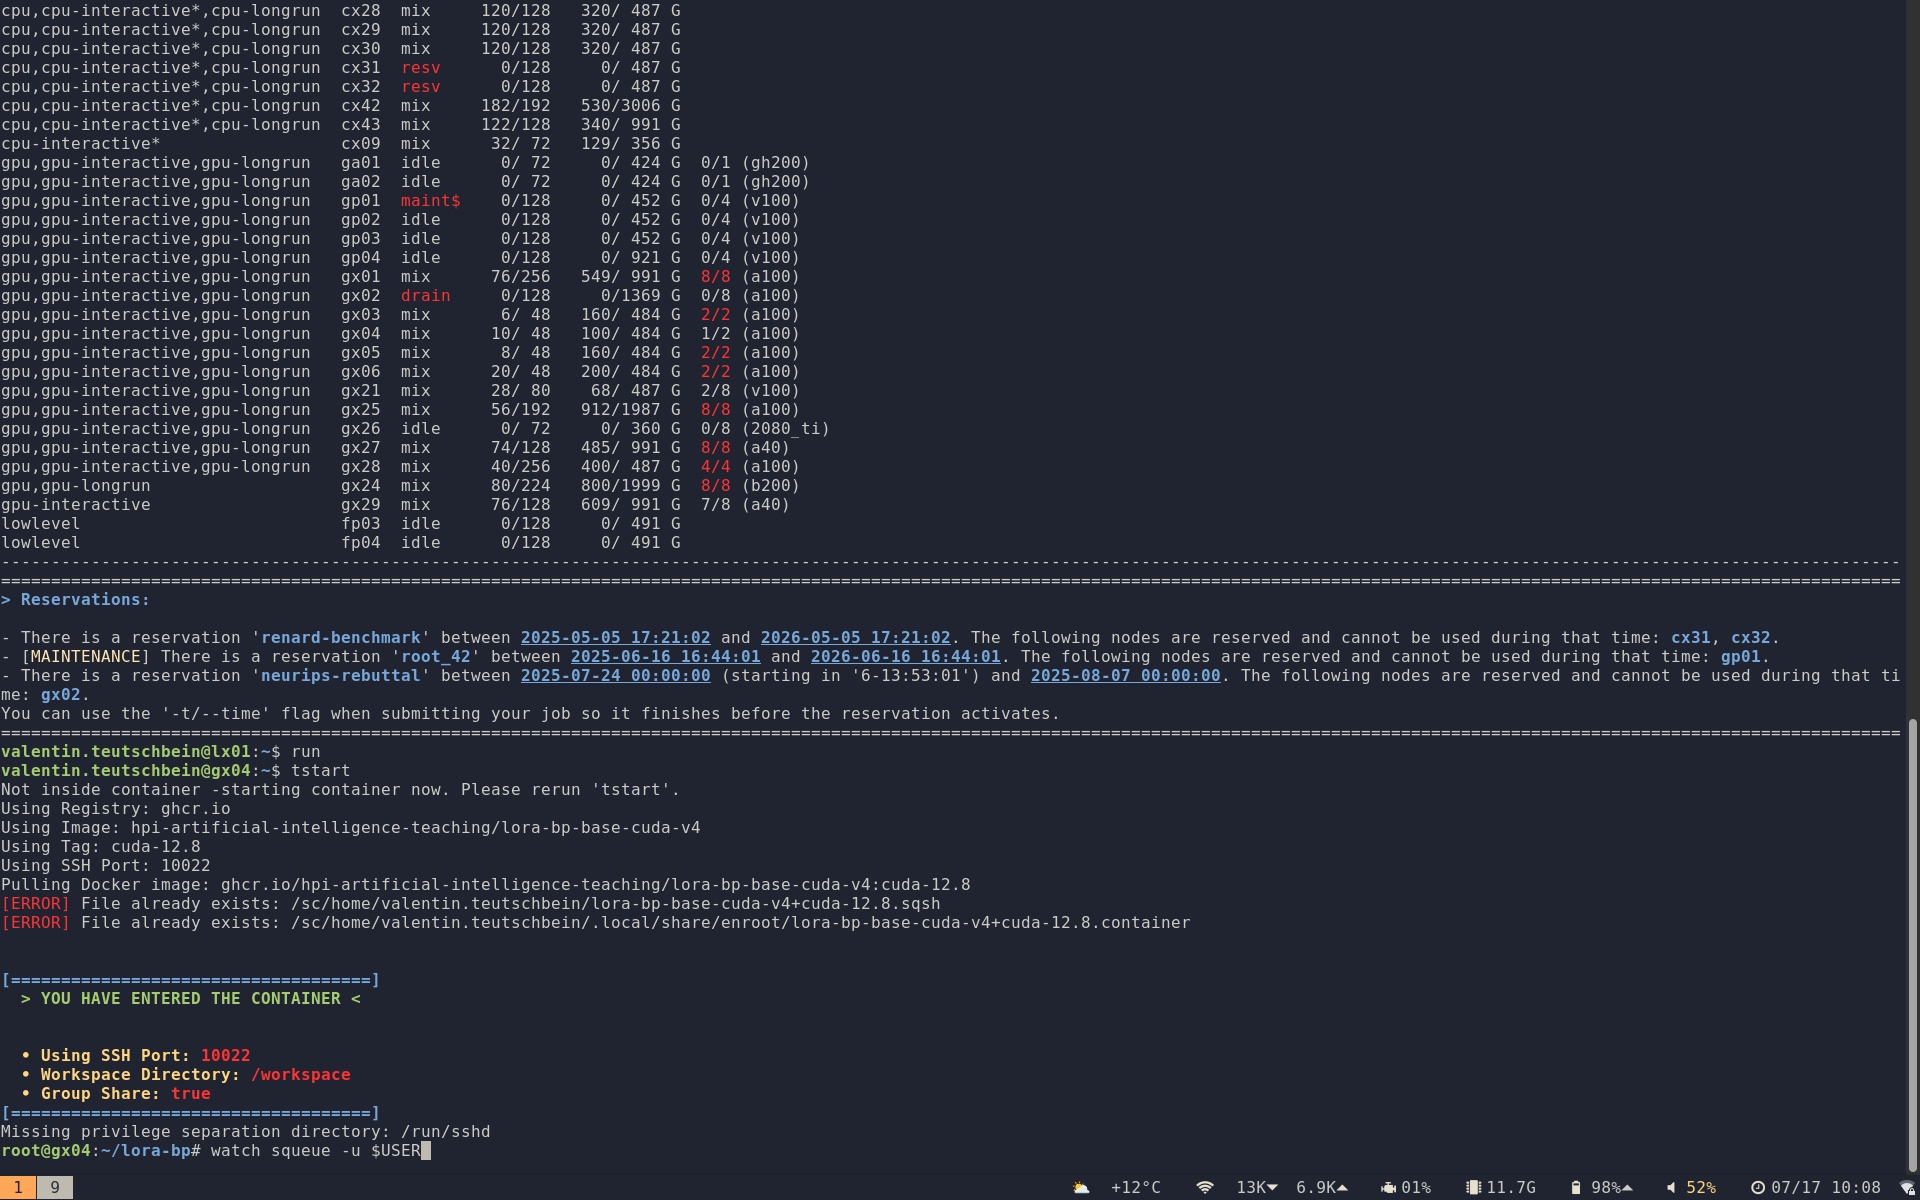 cpu,cpu-interactive*,cpu-longrun  cx28  mix     120/128   320/ 487 G
cpu,cpu-interactive*,cpu-longrun  cx29  mix     120/128   320/ 487 G
cpu,cpu-interactive*,cpu-longrun  cx30  mix     120/128   320/ 487 G
cpu,cpu-interactive*,cpu-longrun  cx31  resv      0/128     0/ 487 G
cpu,cpu-interactive*,cpu-longrun  cx32  resv      0/128     0/ 487 G
cpu,cpu-interactive*,cpu-longrun  cx42  mix     182/192   530/3006 G
cpu,cpu-interactive*,cpu-longrun  cx43  mix     122/128   340/ 991 G
cpu-interactive*                  cx09  mix      32/ 72   129/ 356 G
gpu,gpu-interactive,gpu-longrun   ga01  idle      0/ 72     0/ 424 G  0/1 (gh200)
gpu,gpu-interactive,gpu-longrun   ga02  idle      0/ 72     0/ 424 G  0/1 (gh200)
gpu,gpu-interactive,gpu-longrun   gp01  maint$    0/128     0/ 452 G  0/4 (v100)
gpu,gpu-interactive,gpu-longrun   gp02  idle      0/128     0/ 452 G  0/4 (v100)
gpu,gpu-interactive,gpu-longrun   gp03  idle      0/128     0/ 452 G  0/4 (v100)
gpu,gpu-interactive,gpu-longrun   gp04  idle      0/128     0/ 921 G  0/4 (v100)
gpu,gpu-interactive,gpu-longrun   gx01  mix      76/256   549/ 991 G  8/8 (a100)
gpu,gpu-interactive,gpu-longrun   gx02  drain     0/128     0/1369 G  0/8 (a100)
gpu,gpu-interactive,gpu-longrun   gx03  mix       6/ 48   160/ 484 G  2/2 (a100)
gpu,gpu-interactive,gpu-longrun   gx04  mix      10/ 48   100/ 484 G  1/2 (a100)
gpu,gpu-interactive,gpu-longrun   gx05  mix       8/ 48   160/ 484 G  2/2 (a100)
gpu,gpu-interactive,gpu-longrun   gx06  mix      20/ 48   200/ 484 G  2/2 (a100)
gpu,gpu-interactive,gpu-longrun   gx21  mix      28/ 80    68/ 487 G  2/8 (v100)
gpu,gpu-interactive,gpu-longrun   gx25  mix      56/192   912/1987 G  8/8 (a100)
gpu,gpu-interactive,gpu-longrun   gx26  idle      0/ 72     0/ 360 G  0/8 (2080_ti)
gpu,gpu-interactive,gpu-longrun   gx27  mix      74/128   485/ 991 G  8/8 (a40)
gpu,gpu-interactive,gpu-longrun   gx28  mix      40/256   400/ 487 G  4/4 (a100)
gpu,gpu-longrun                   gx24  mix      80/224   800/1999 G  8/8 (b200)
gpu-interactive                   gx29  mix      76/128   609/ 991 G  7/8 (a40)
lowlevel                          fp03  idle      0/128     0/ 491 G
lowlevel                          fp04  idle      0/128     0/ 491 G
> Reservations:
- There is a reservation 'renard-benchmark' between 2025-05-05 17:21:02 and 2026-05-05 17:21:02. The following nodes are reserved and cannot be used during that time: cx31, cx32.
- [MAINTENANCE] There is a reservation 'root_42' between 2025-06-16 16:44:01 and 2026-06-16 16:44:01. The following nodes are reserved and cannot be used during that time: gp01.
- There is a reservation 'neurips-rebuttal' between 2025-07-24 00:00:00 (starting in '6-13:53:01') and 2025-08-07 00:00:00. The following nodes are reserved and cannot be used during that ti
me: gx02.
You can use the '-t/--time' flag when submitting your job so it finishes before the reservation activates.
valentin.teutschbein@lx01:~$ run
valentin.teutschbein@gx04:~$ tstart
Not inside container -starting container now. Please rerun 'tstart'.
Using Registry: ghcr.io
Using Image: hpi-artificial-intelligence-teaching/lora-bp-base-cuda-v4
Using Tag: cuda-12.8
Using SSH Port: 10022
Pulling Docker image: ghcr.io/hpi-artificial-intelligence-teaching/lora-bp-base-cuda-v4:cuda-12.8
[ERROR] File already exists: /sc/home/valentin.teutschbein/lora-bp-base-cuda-v4+cuda-12.8.sqsh
[ERROR] File already exists: /sc/home/valentin.teutschbein/.local/share/enroot/lora-bp-base-cuda-v4+cuda-12.8.container
[====================================]
> YOU HAVE ENTERED THE CONTAINER <
• Using SSH Port: 10022
• Workspace Directory: /workspace
• Group Share: true
[====================================]
Missing privilege separation directory: /run/sshd
root@gx04:~/lora-bp# watch squeue -u $USER
1 9 +12°C 13K 6.9K 01% 11.7G 98% 52% 07/17 10:08